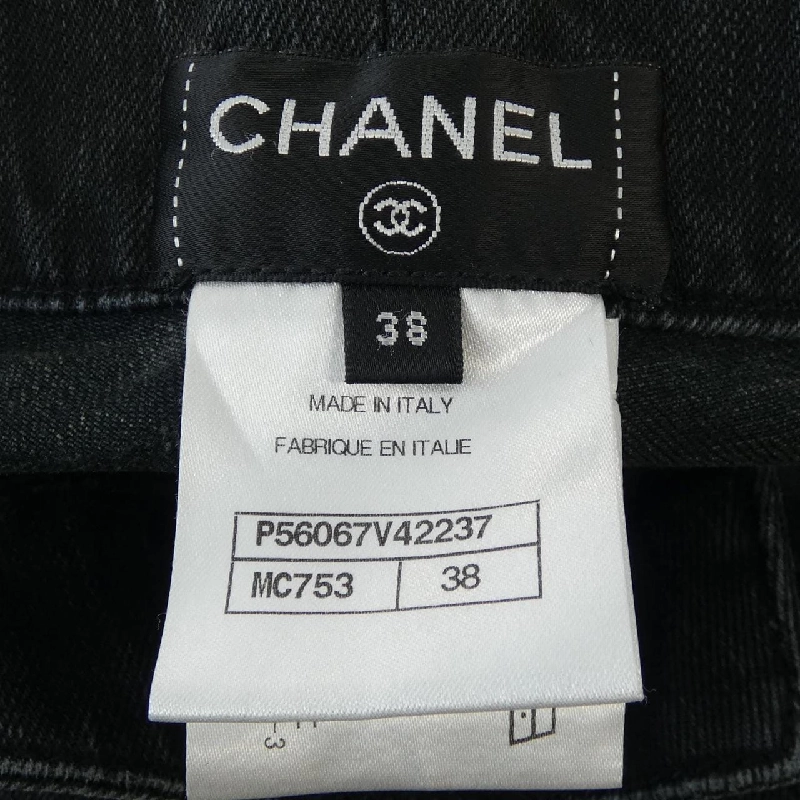 CHANEL
38
MADE IN ITALY
FABRIQUE EN ITALIE
P56067V42237
MC753 38